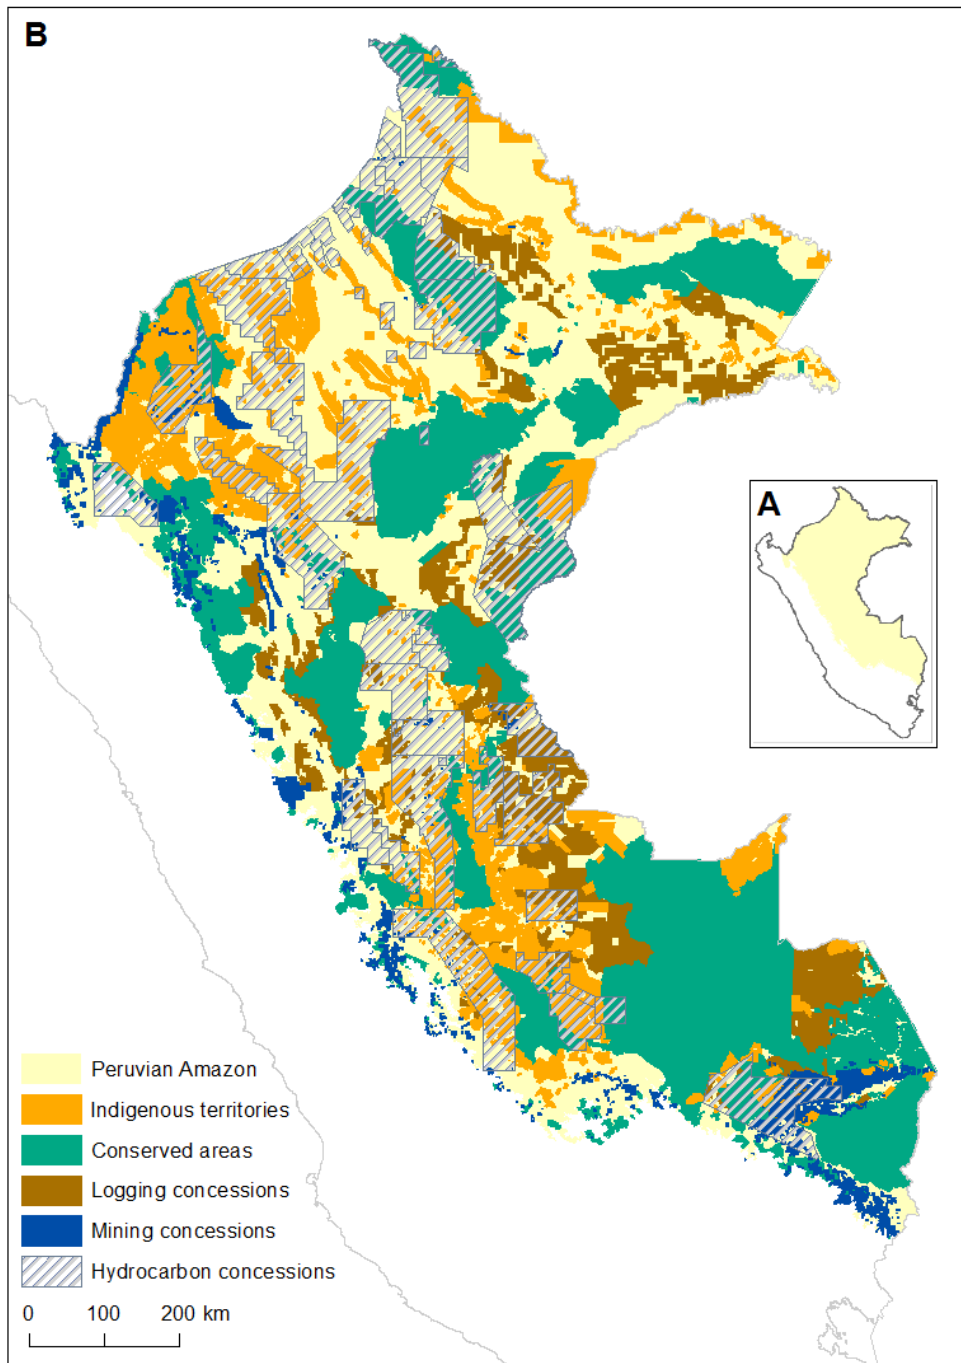 B
A
Peruvian Amazon
Indigenous territories
Conserved areas
Logging concessions
Mining concessions
Hydrocarbon concessions
0 100 200 km